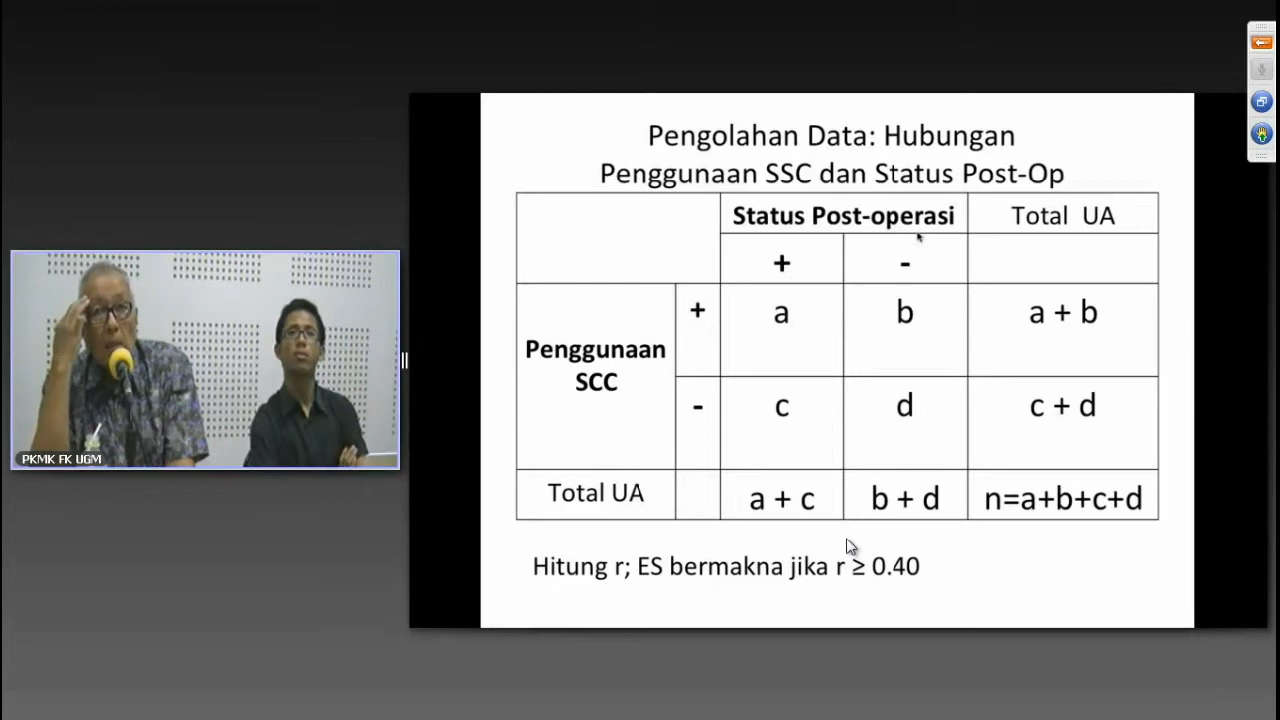 Pengolahan Data: Hubungan
Penggunaan SSC dan Status Post-Op
Status Post-operasi
Total UA
+
-
Penggunaan
SCC
+
a
b
a + b
-
c
d
c + d
Total UA
a + c
b + d
n=a+b+c+d
Hitung r; ES bermakna jika r ≥ 0.40
PKMK FK UGM